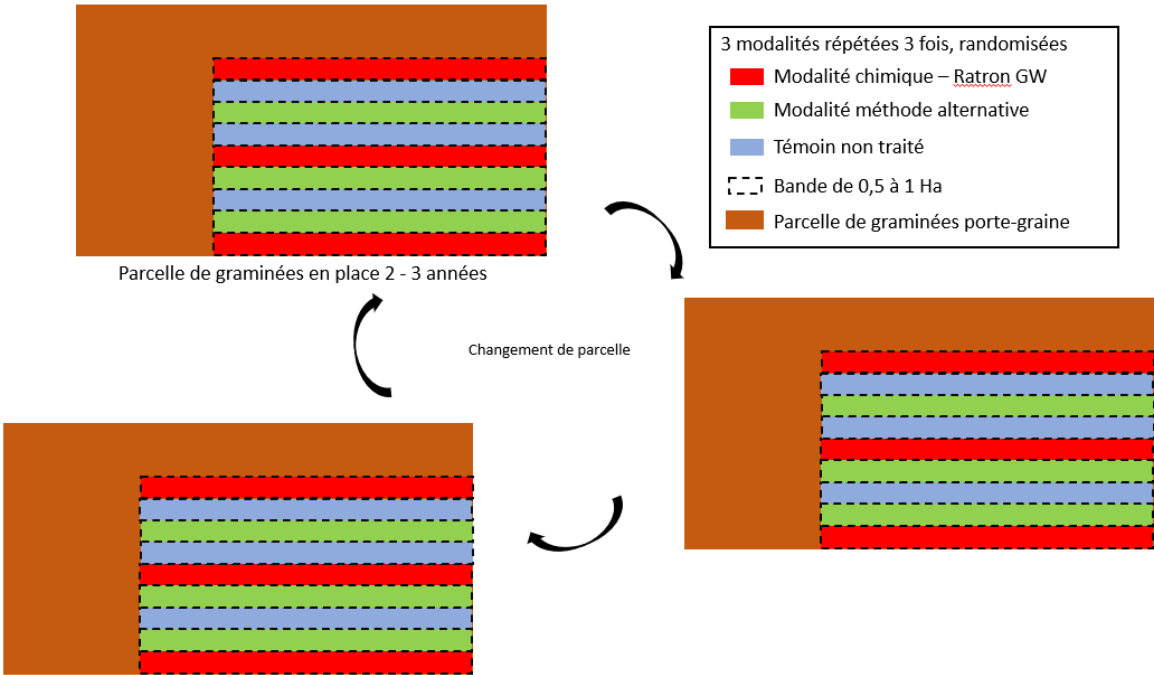 3 modalités répétées 3 fois, randomisées
Modalité chimique – Ratron GW
Modalité méthode alternative
Témoin non traité
Bande de 0,5 à 1 Ha
Parcelle de graminées porte-graine
Parcelle de graminées en place 2 - 3 années
Changement de parcelle